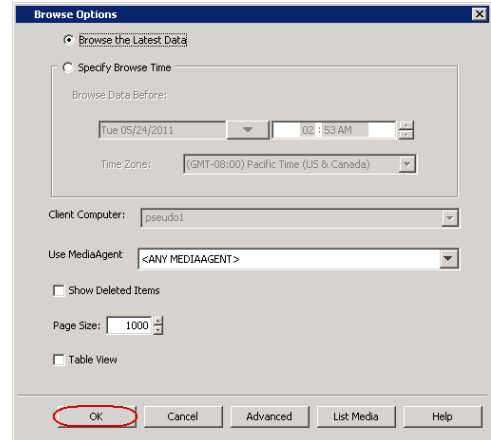 Browse Options
Browse the Latest Data
Specify Browse Time
Browse Data Before:
Tue 05/24/2011 02 : 53 AM
Time Zone: (GMT-08:00) Pacific Time (US & Canada)
Client Computer: pseudo1
Use MediaAgent <ANY MEDIAAGENT>
Show Deleted Items
Page Size: 1000
Table View
OK Cancel Advanced List Media Help